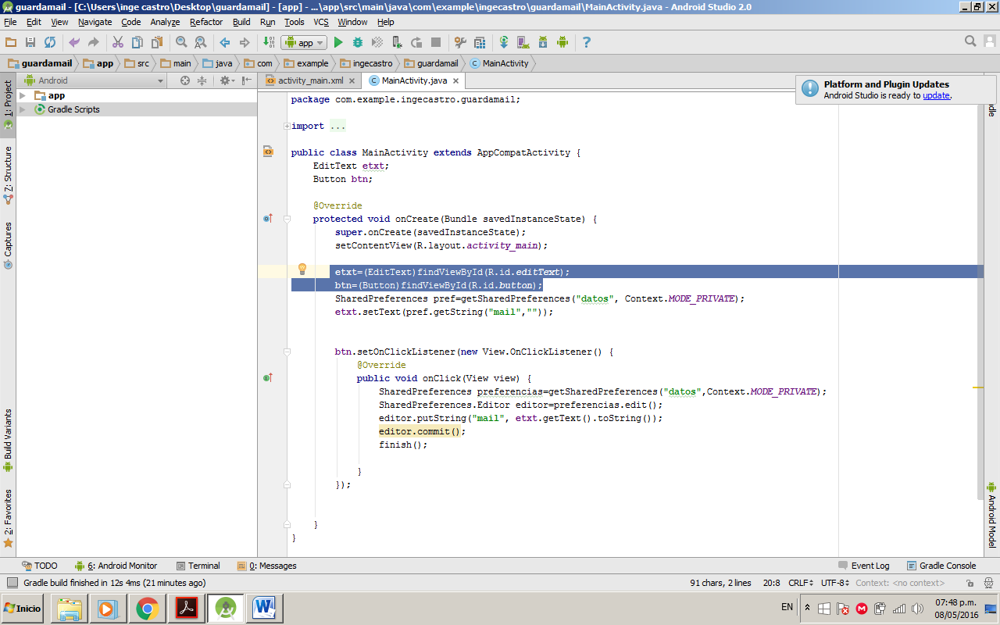 guardamail - [C:\Users\inge castro\Desktop\guardamail] - [app] - ...\app\src\main\java\com\example\ingecastro\guardamail\MainActivity.java - Android Studio 2.0
File Edit View Navigate Code Analyze Refactor Build Run Tools VCS Window Help
app
guardamail app src main java com example ingecastro guardamail MainActivity
1: Project
Z: Structure
Captures
Build Variants
2: Favorites
Android
app
Gradle Scripts
activity_main.xml MainActivity.java
Platform and Plugin Updates
Android Studio is ready to update.
package com.example.ingecastro.guardamail;
import ...
public class MainActivity extends AppCompatActivity {
EditText etxt;
Button btn;
@Override
protected void onCreate(Bundle savedInstanceState) {
super.onCreate(savedInstanceState);
setContentView(R.layout.activity_main);
etxt=(EditText)findViewById(R.id.editText);
btn=(Button)findViewById(R.id.button);
SharedPreferences pref=getSharedPreferences("datos", Context.MODE_PRIVATE);
etxt.setText(pref.getString("mail",""));
btn.setOnClickListener(new View.OnClickListener() {
@Override
public void onClick(View view) {
SharedPreferences preferencias=getSharedPreferences("datos",Context.MODE_PRIVATE);
SharedPreferences.Editor editor=preferencias.edit();
editor.putString("mail", etxt.getText().toString());
editor.commit();
finish();
}
});
}
}
Android Model
TODO 6: Android Monitor Terminal 0: Messages Event Log Gradle Console
Gradle build finished in 12s 4ms (21 minutes ago) 91 chars, 2 lines 20:8 CRLF UTF-8 Context: <no context>
Inicio EN 07:48 p.m.
08/05/2016